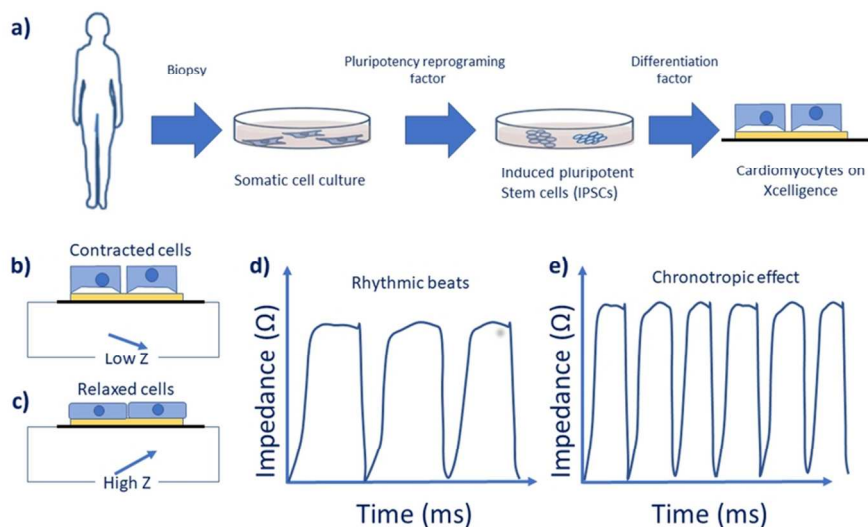 a)
Biopsy
Pluripotency reprograming
factor
Differentiation
factor
Somatic cell culture
Induced pluripotent
Stem cells (IPSCs)
Cardiomyocytes on
Xcelligence
b)
Contracted cells
Low Z
c)
Relaxed cells
High Z
d)
Rhythmic beats
Impedance (Ω)
Time (ms)
e)
Chronotropic effect
Impedance (Ω)
Time (ms)